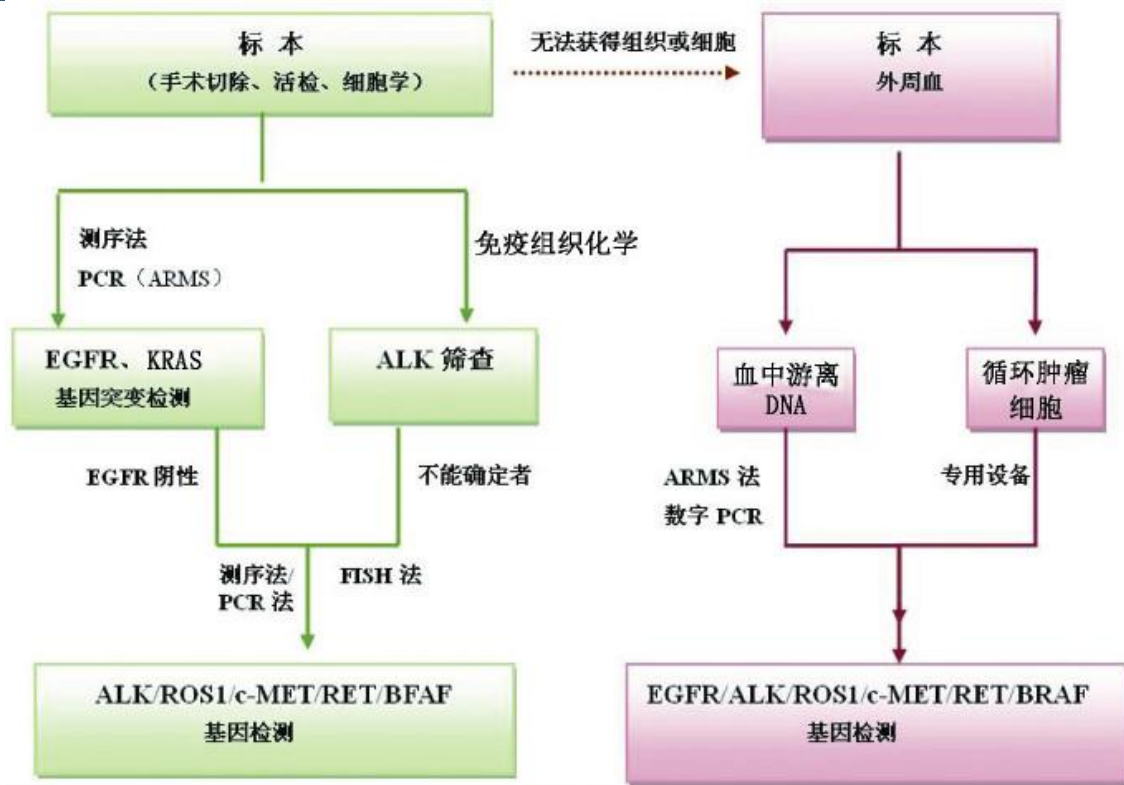 标 本
（手术切除、活检、细胞学）
无法获得组织或细胞
标 本
外周血
测序法
PCR（ARMS）
免疫组织化学
EGFR、KRAS
基因突变检测
ALK 筛查
血中游离
DNA
循环肿瘤
细胞
EGFR 阴性
不能确定者
ARMS 法
数字 PCR
专用设备
测序法/
PCR 法
FISH 法
ALK/ROS1/c-MET/RET/BFAF
基因检测
EGFR/ALK/ROS1/c-MET/RET/BRAF
基因检测